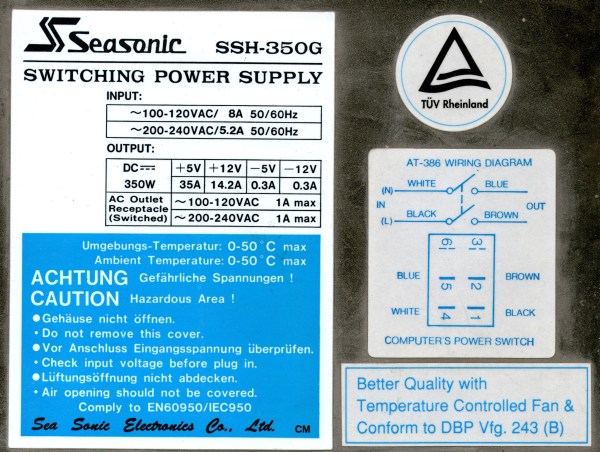 Seasonic SSH-350G
SWITCHING POWER SUPPLY
INPUT:
~100-120VAC/ 8A 50/60Hz
~200-240VAC/5.2A 50/60Hz
OUTPUT:
DC +5V +12V -5V -12V
350W 35A 14.2A 0.3A 0.3A
AC Outlet Receptacle (Switched)
~100-120VAC 1A max
~200-240VAC 1A max
Umgebungs-Temperatur: 0-50°C max
Ambient Temperature: 0-50°C max
ACHTUNG Gefährliche Spannungen !
CAUTION Hazardous Area !
●Gehäuse nicht öffnen.
• Do not remove this cover.
●Vor Anschluss Eingangsspannung überprüfen.
• Check input voltage before plug in.
●Lüftungsöffnung nicht abdecken.
• Air opening should not be covered.
Comply to EN60950/IEC950
Sea Sonic Electronics Co., Ltd. CM
TÜV Rheinland
AT-386 WIRING DIAGRAM
(N) WHITE BLUE
IN OUT
(L) BLACK BROWN
6 3
BLUE 5 2 BROWN
WHITE 4 1 BLACK
COMPUTER'S POWER SWITCH
Better Quality with
Temperature Controlled Fan &
Conform to DBP Vfg. 243 (B)